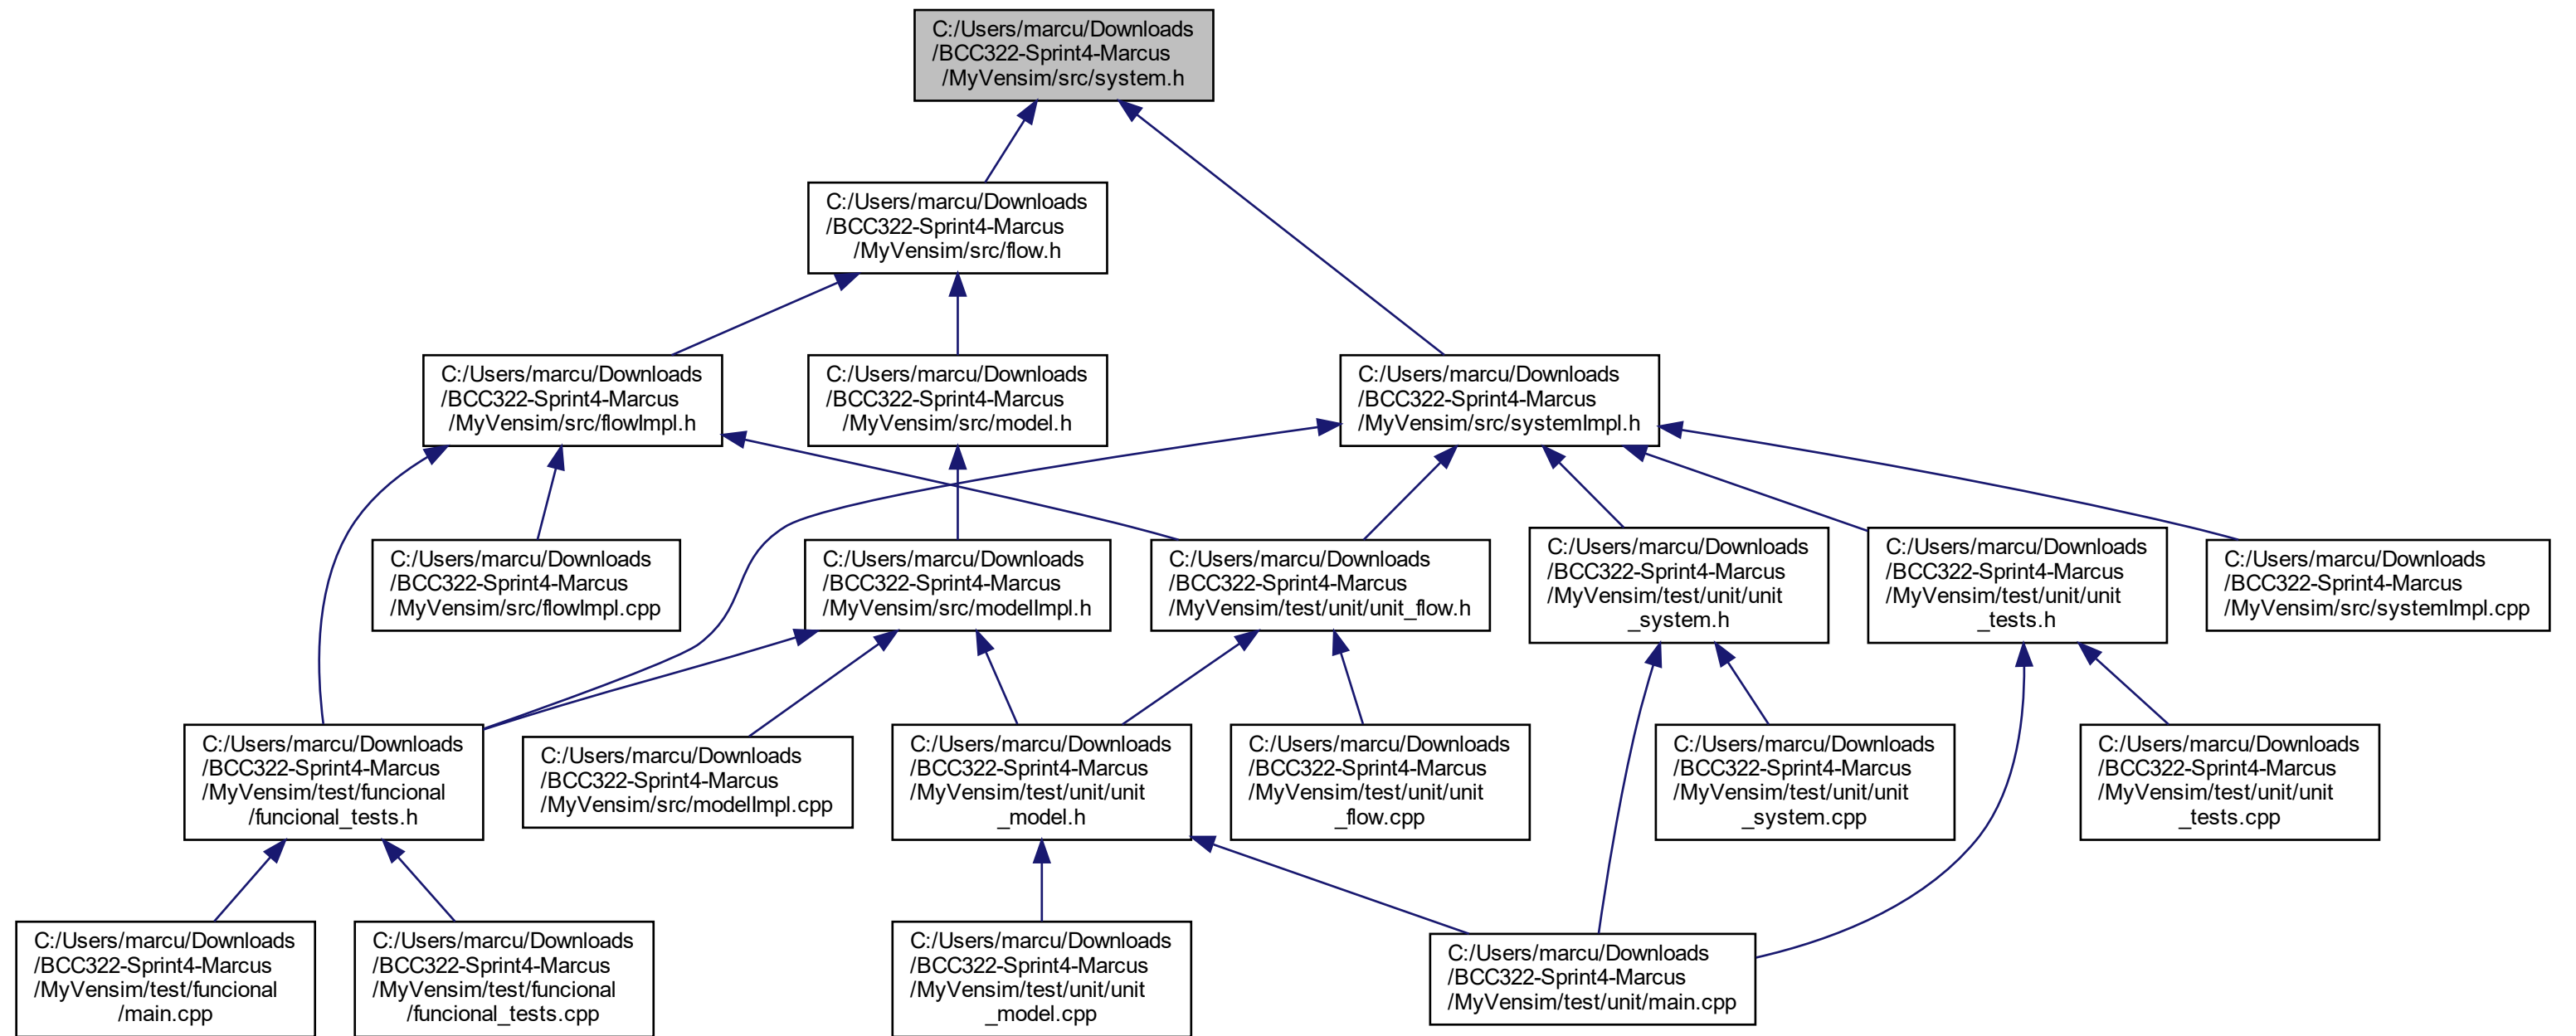 C:/Users/marcu/Downloads
/BCC322-Sprint4-Marcus
/MyVensim/src/system.h
C:/Users/marcu/Downloads
/BCC322-Sprint4-Marcus
/MyVensim/src/flow.h
C:/Users/marcu/Downloads
/BCC322-Sprint4-Marcus
/MyVensim/src/flowImpl.h
C:/Users/marcu/Downloads
/BCC322-Sprint4-Marcus
/MyVensim/src/model.h
C:/Users/marcu/Downloads
/BCC322-Sprint4-Marcus
/MyVensim/src/systemImpl.h
C:/Users/marcu/Downloads
/BCC322-Sprint4-Marcus
/MyVensim/src/flowImpl.cpp
C:/Users/marcu/Downloads
/BCC322-Sprint4-Marcus
/MyVensim/src/modelImpl.h
C:/Users/marcu/Downloads
/BCC322-Sprint4-Marcus
/MyVensim/test/unit/unit_flow.h
C:/Users/marcu/Downloads
/BCC322-Sprint4-Marcus
/MyVensim/test/unit/unit
_system.h
C:/Users/marcu/Downloads
/BCC322-Sprint4-Marcus
/MyVensim/test/unit/unit
_tests.h
C:/Users/marcu/Downloads
/BCC322-Sprint4-Marcus
/MyVensim/src/systemImpl.cpp
C:/Users/marcu/Downloads
/BCC322-Sprint4-Marcus
/MyVensim/test/funcional
/funcional_tests.h
C:/Users/marcu/Downloads
/BCC322-Sprint4-Marcus
/MyVensim/src/modelImpl.cpp
C:/Users/marcu/Downloads
/BCC322-Sprint4-Marcus
/MyVensim/test/unit/unit
_model.h
C:/Users/marcu/Downloads
/BCC322-Sprint4-Marcus
/MyVensim/test/unit/unit
_flow.cpp
C:/Users/marcu/Downloads
/BCC322-Sprint4-Marcus
/MyVensim/test/unit/unit
_system.cpp
C:/Users/marcu/Downloads
/BCC322-Sprint4-Marcus
/MyVensim/test/unit/unit
_tests.cpp
C:/Users/marcu/Downloads
/BCC322-Sprint4-Marcus
/MyVensim/test/funcional
/main.cpp
C:/Users/marcu/Downloads
/BCC322-Sprint4-Marcus
/MyVensim/test/funcional
/funcional_tests.cpp
C:/Users/marcu/Downloads
/BCC322-Sprint4-Marcus
/MyVensim/test/unit/unit
_model.cpp
C:/Users/marcu/Downloads
/BCC322-Sprint4-Marcus
/MyVensim/test/unit/main.cpp